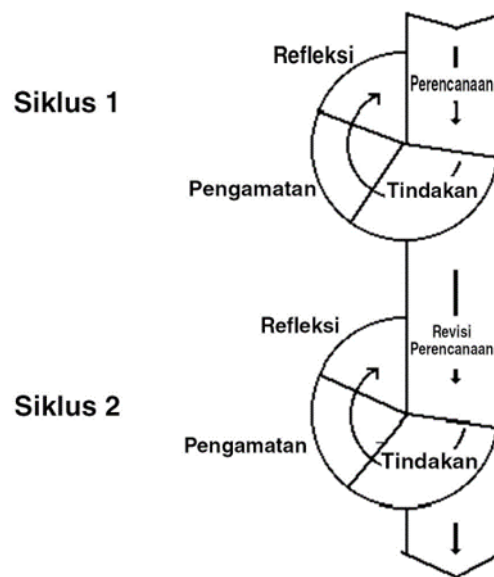 Refleksi
Perencanaan
Siklus 1
Pengamatan
Tindakan
Refleksi
Revisi
Perencanaan
Siklus 2
Pengamatan
Tindakan